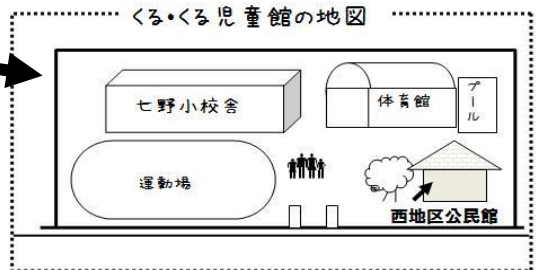 くる・くる児童館の地図
七野小校舎
体育館
プール
運動場
西地区公民館